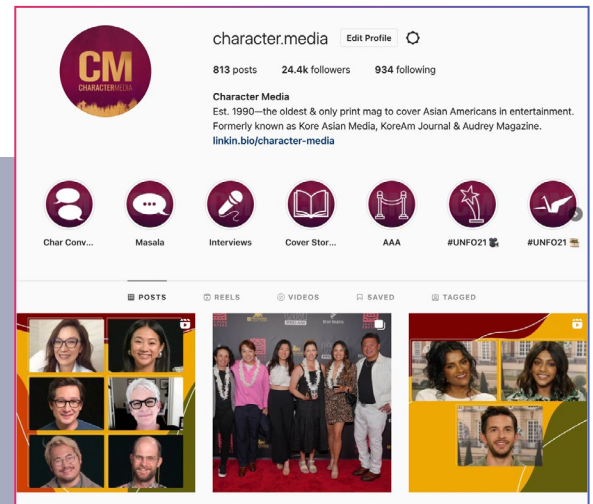 CM
CHARACTERMEDIA
character.media Edit Profile
813 posts 24.4k followers 934 following
Character Media
Est. 1990—the oldest & only print mag to cover Asian Americans in entertainment.
Formerly known as Kore Asian Media, KoreAm Journal & Audrey Magazine.
linkin.bio/character-media
Char Conv... Masala Interviews Cover Stor... AAA #UNFO21 #UNFO21
POSTS REELS VIDEOS SAVED TAGGED